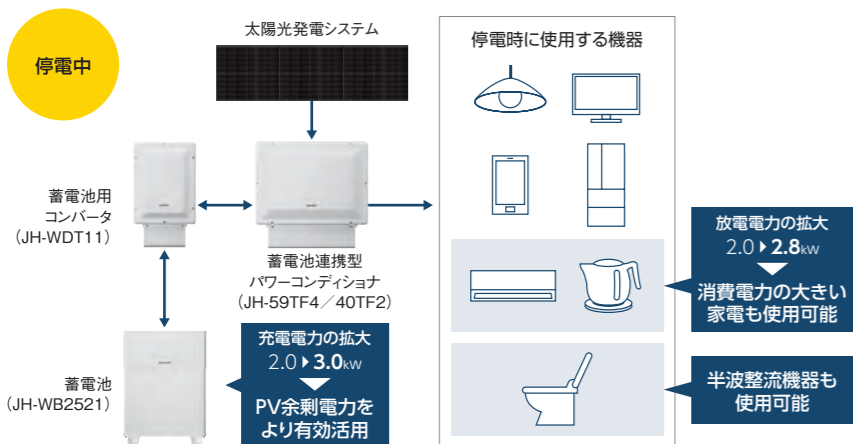 停電中
太陽光発電システム
停電時に使用する機器
蓄電池用
コンバータ
（JH-WDT11）
蓄電池連携型
パワーコンディショナ
（JH-59TF4／40TF2）
放電電力の拡大
2.0▶2.8kW
消費電力の大きい
家電も使用可能
蓄電池
（JH-WB2521）
充電電力の拡大
2.0▶3.0kW
PV余剰電力を
より有効活用
半波整流機器も
使用可能